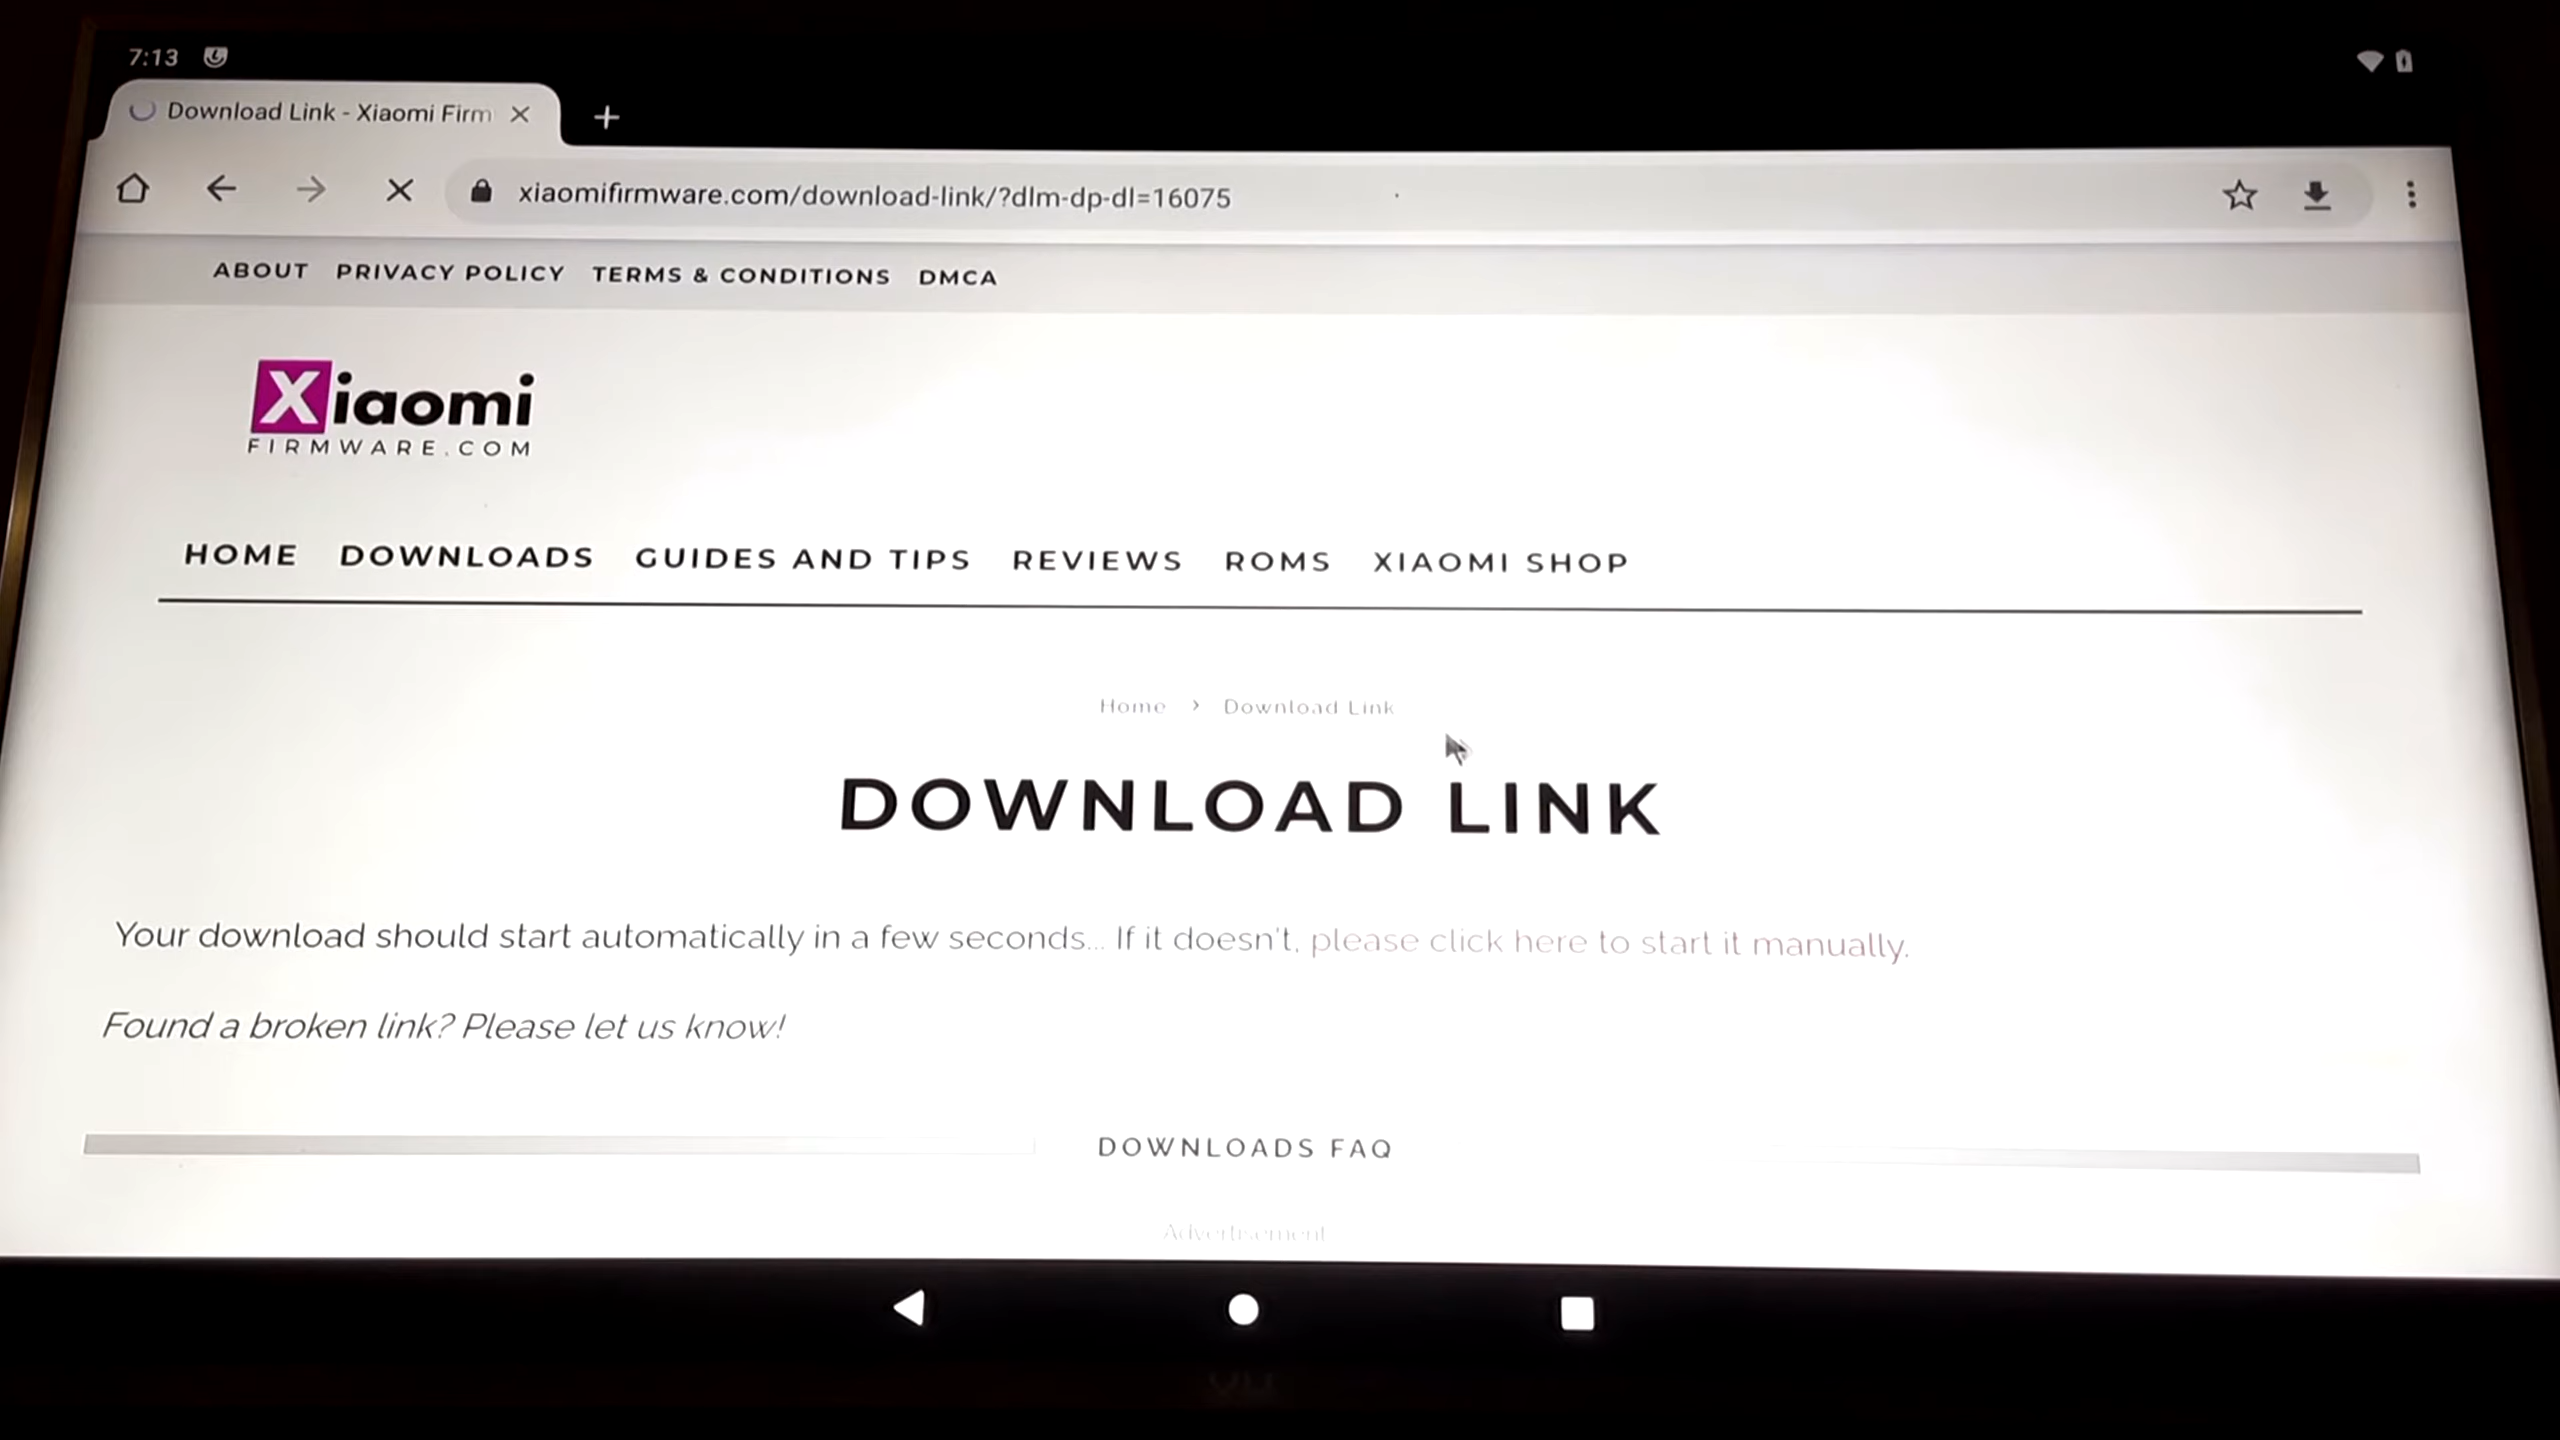 7:13
Download Link - Xiaomi Firm
xiaomifirmware.com/download-link/?dlm-dp-dl=16075
ABOUT PRIVACY POLICY TERMS & CONDITIONS DMCA
Xiaomi
FIRMWARE.COM
HOME DOWNLOADS GUIDES AND TIPS REVIEWS ROMS XIAOMI SHOP
Home > Download Link
DOWNLOAD LINK
Your download should start automatically in a few seconds... If it doesn't, please click here to start it manually.
Found a broken link? Please let us know!
DOWNLOADS FAQ
Advertisement